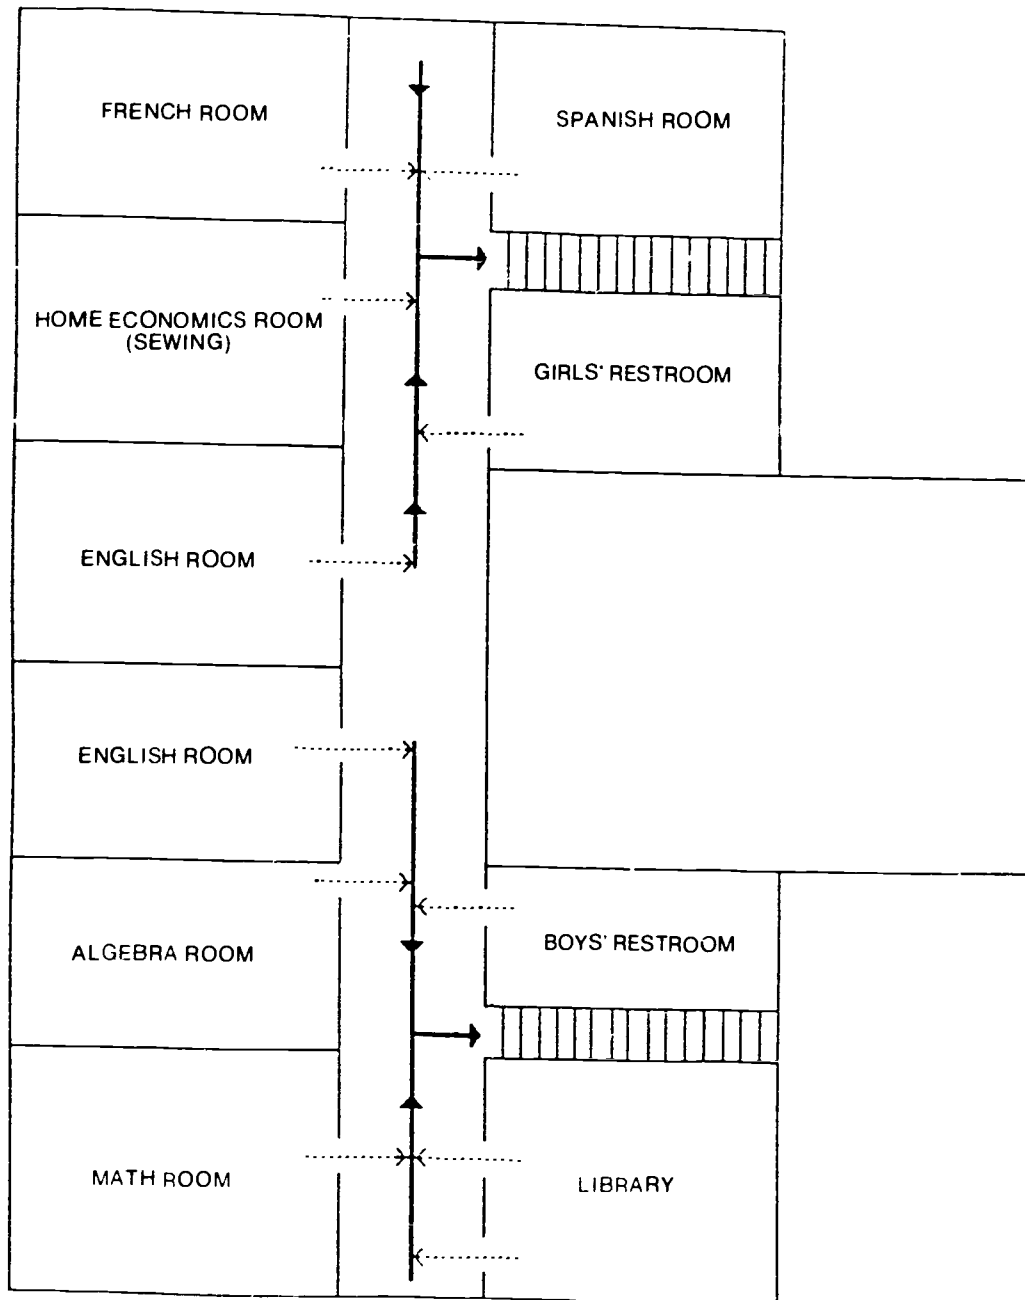 FRENCH ROOM
SPANISH ROOM
HOME ECONOMICS ROOM
(SEWING)
GIRLS' RESTROOM
ENGLISH ROOM
ENGLISH ROOM
BOYS' RESTROOM
ALGEBRA ROOM
MATH ROOM
LIBRARY